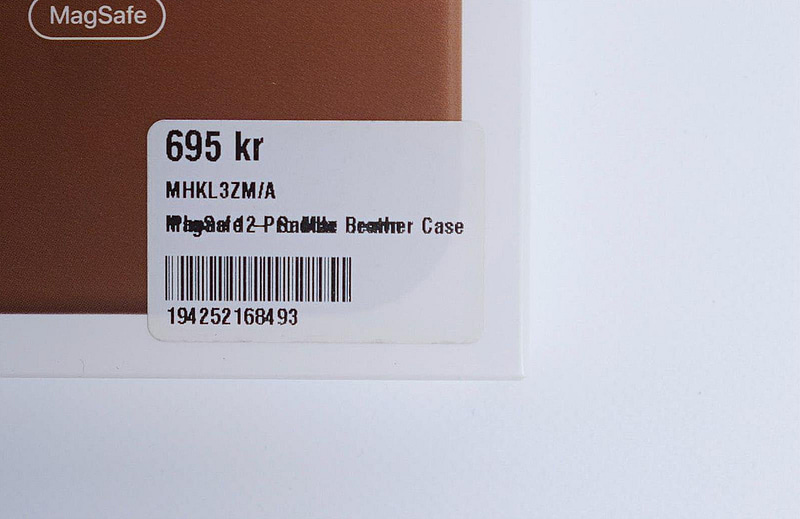 MagSafe
695 kr
MHKL3ZM/A
Case
194252168493